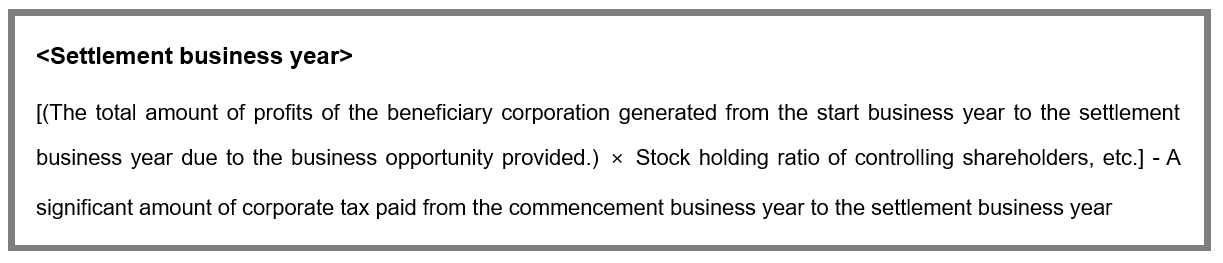 <Settlement business year>
[(The total amount of profits of the beneficiary corporation generated from the start business year to the settlement
business year due to the business opportunity provided.) × Stock holding ratio of controlling shareholders, etc.] - A
significant amount of corporate tax paid from the commencement business year to the settlement business year